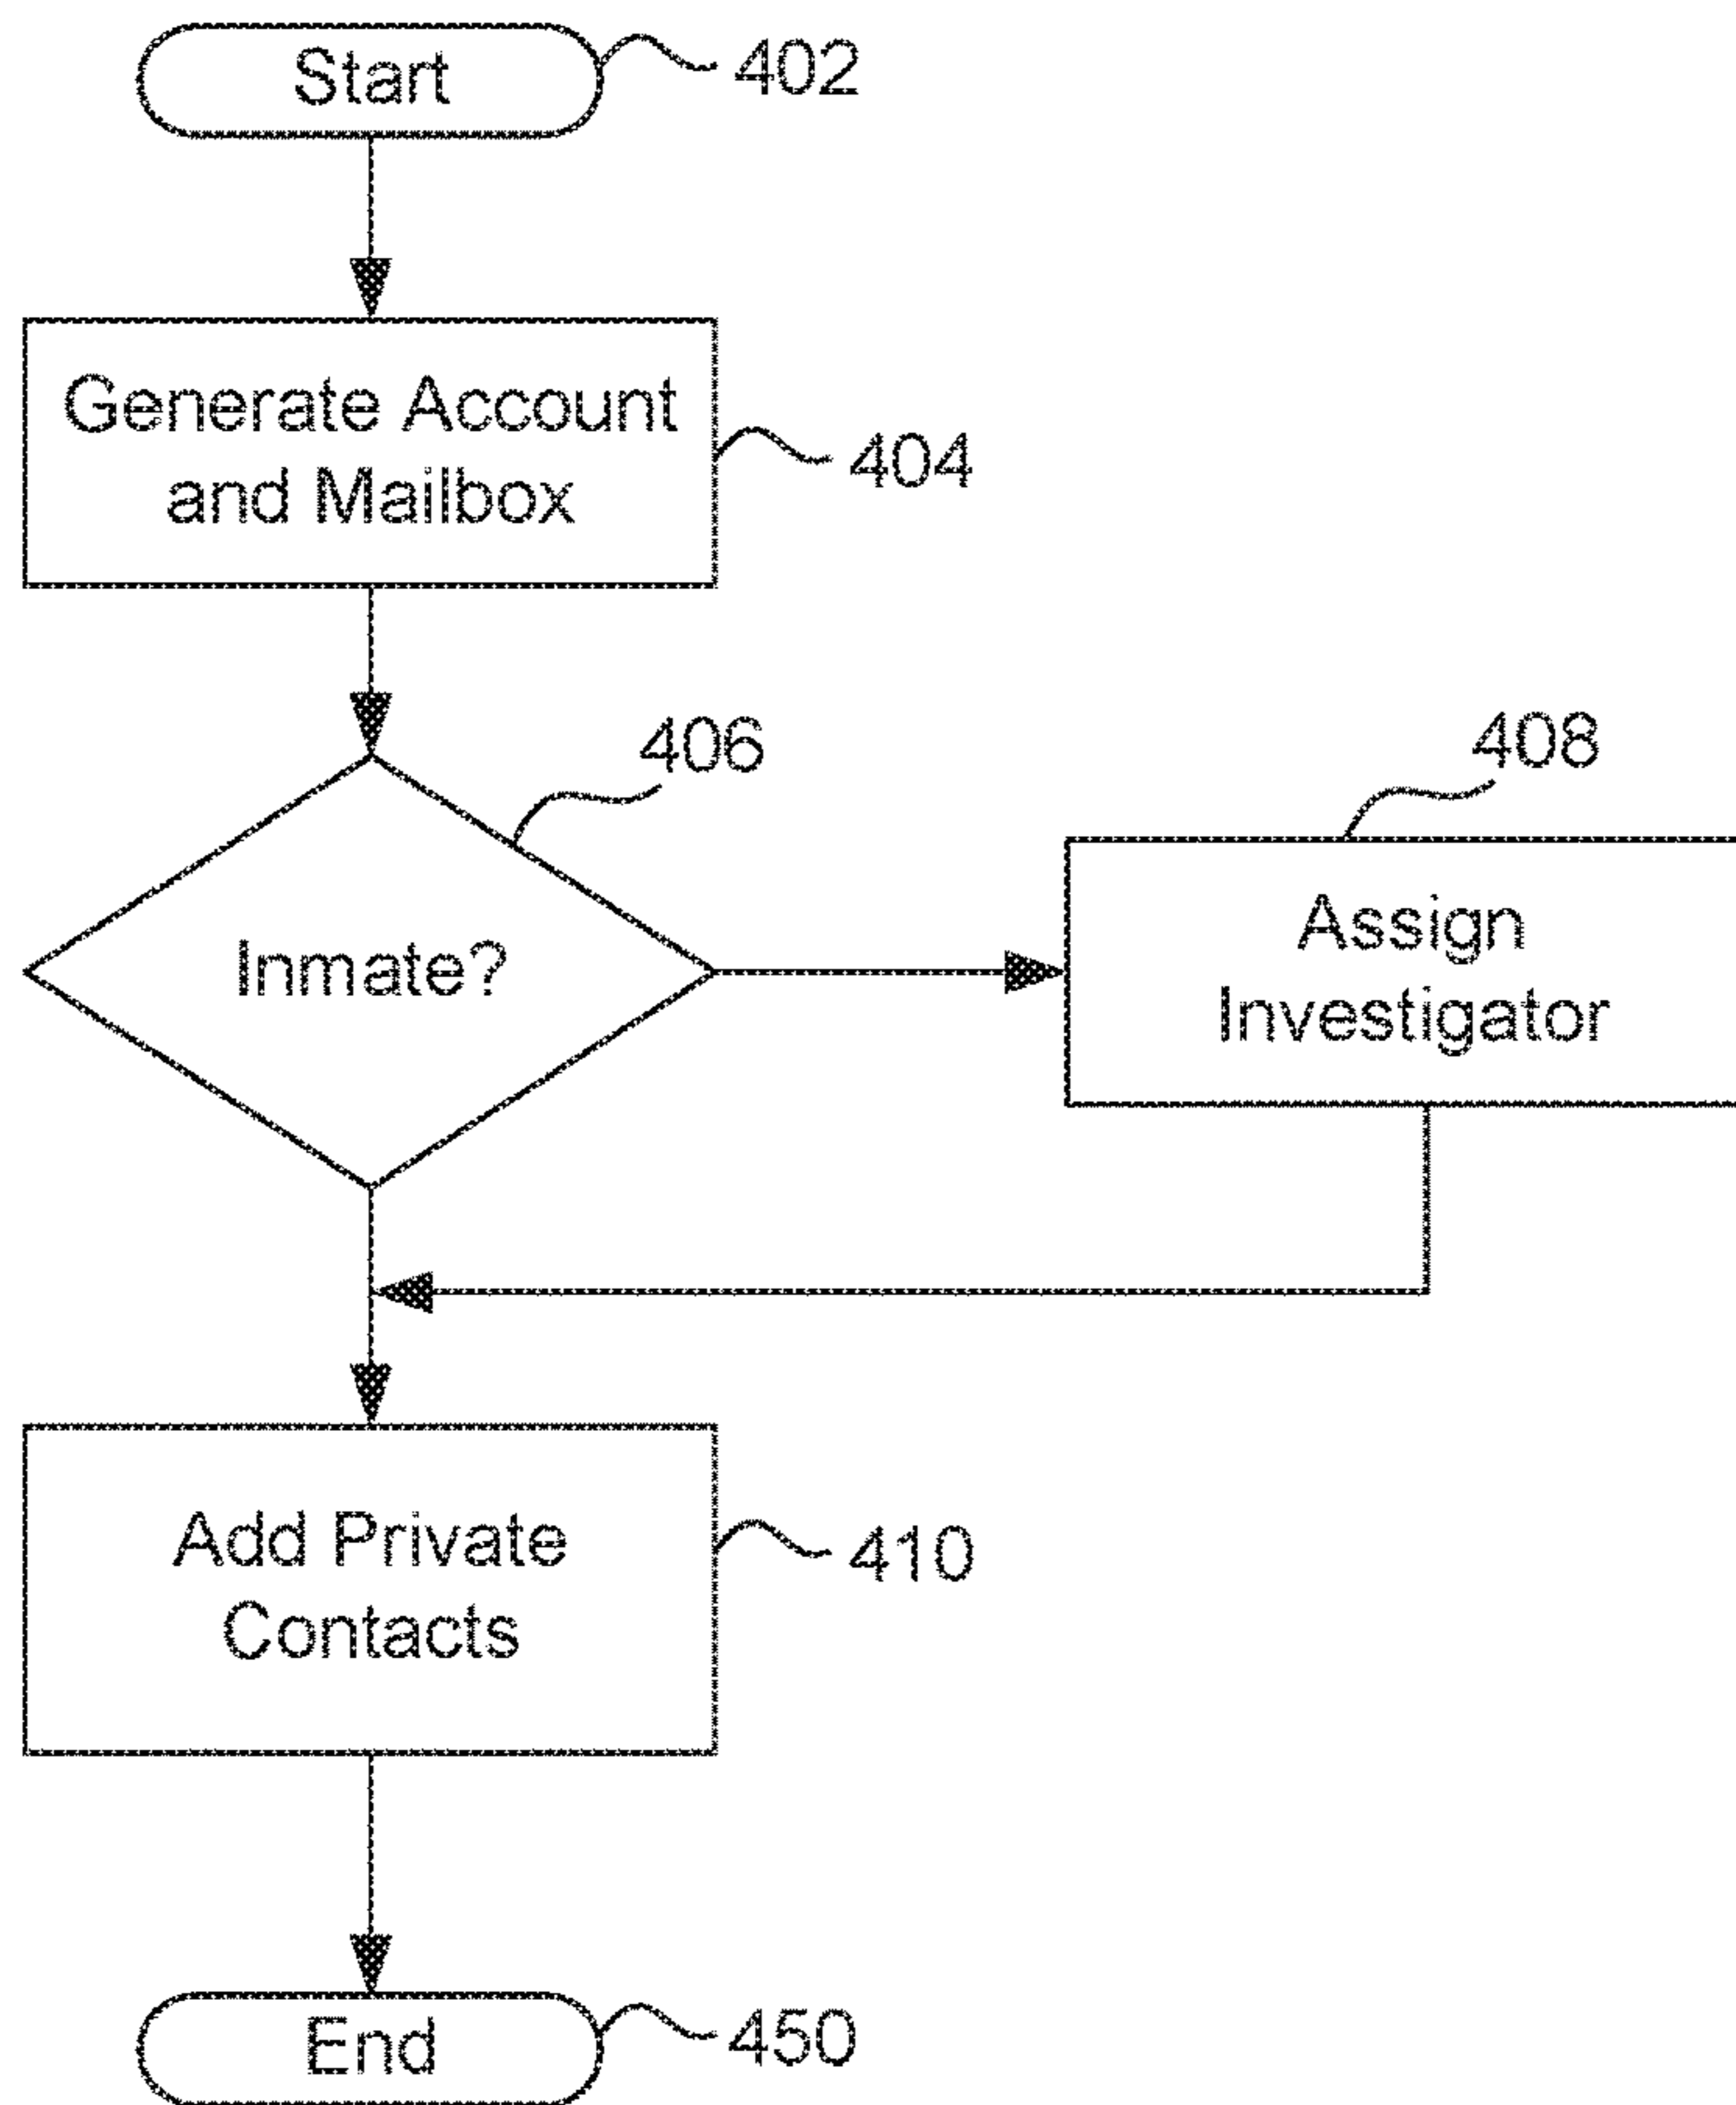 Start
402
Generate Account
and Mailbox
404
406
Inmate?
408
Assign
Investigator
Add Private
Contacts
410
End
450